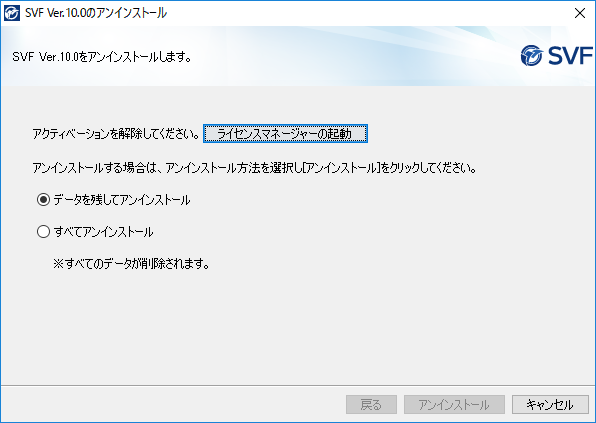 SVF Ver.10.0のアンインストール
SVF Ver.10.0をアンインストールします。
SVF
アクティベーションを解除してください。 ライセンスマネージャーの起動
アンインストールする場合は、アンインストール方法を選択し[アンインストール]をクリックしてください。
データを残してアンインストール
すべてアンインストール
※すべてのデータが削除されます。
戻る アンインストール キャンセル